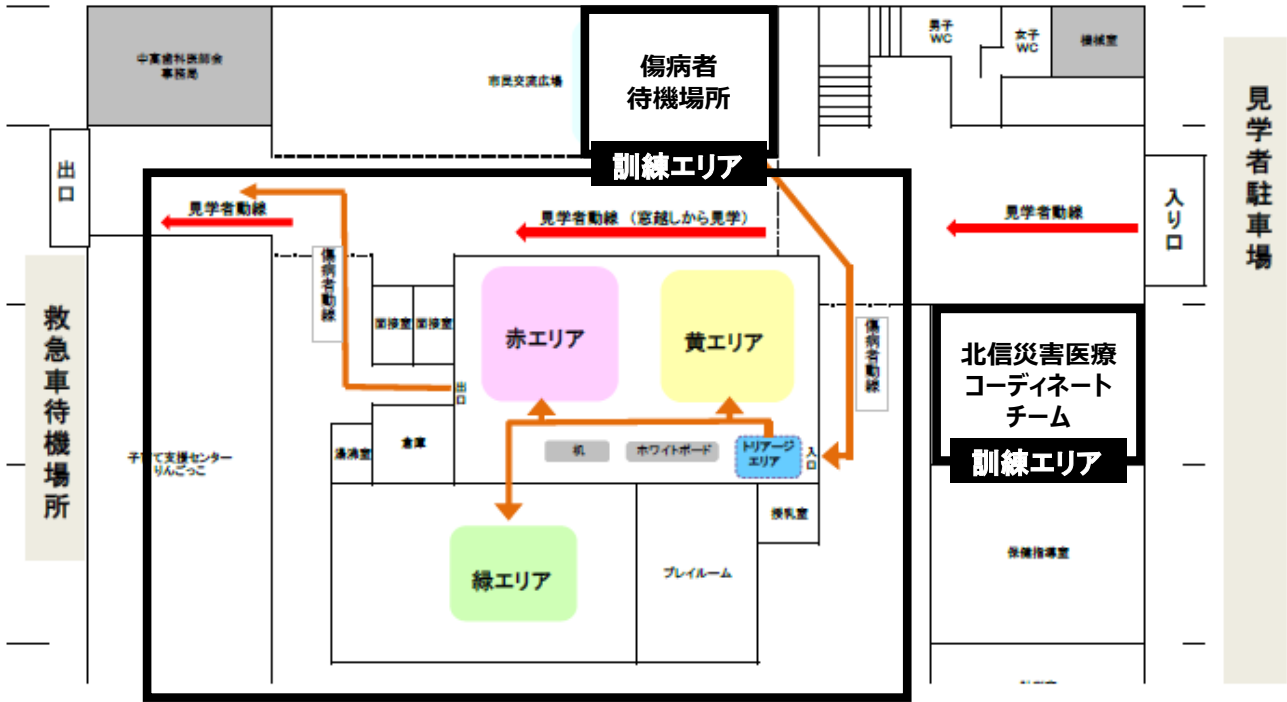 中高歯科医師会
事務局
市民交流広場
傷病者
待機場所
訓練エリア
男子
WC
女子
WC
機械室
見学者駐車場
出口
入り口
見学者動線
見学者動線（窓越しから見学）
見学者動線
傷病者動線
面接室
面接室
赤エリア
黄エリア
傷病者動線
北信災害医療
コーディネート
チーム
訓練エリア
救急車待機場所
出口
子育て支援センター
りんごっこ
湯沸室
倉庫
机
ホワイトボード
トリアージ
エリア
入口
授乳室
緑エリア
プレイルーム
保健指導室